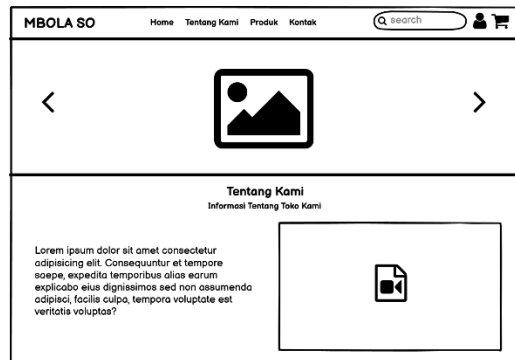 MBOLA SO
Home Tentang Kami Produk Kontak
search
Tentang Kami
Informasi Tentang Toko Kami
Lorem ipsum dolor sit amet consectetur
adipisicing elit. Consequuntur et tempore
saepe, expedita temporibus alias earum
explicabo eius dignissimos sed non assumenda
adipisci, facilis culpa, tempora voluptate est
veritatis voluptas?